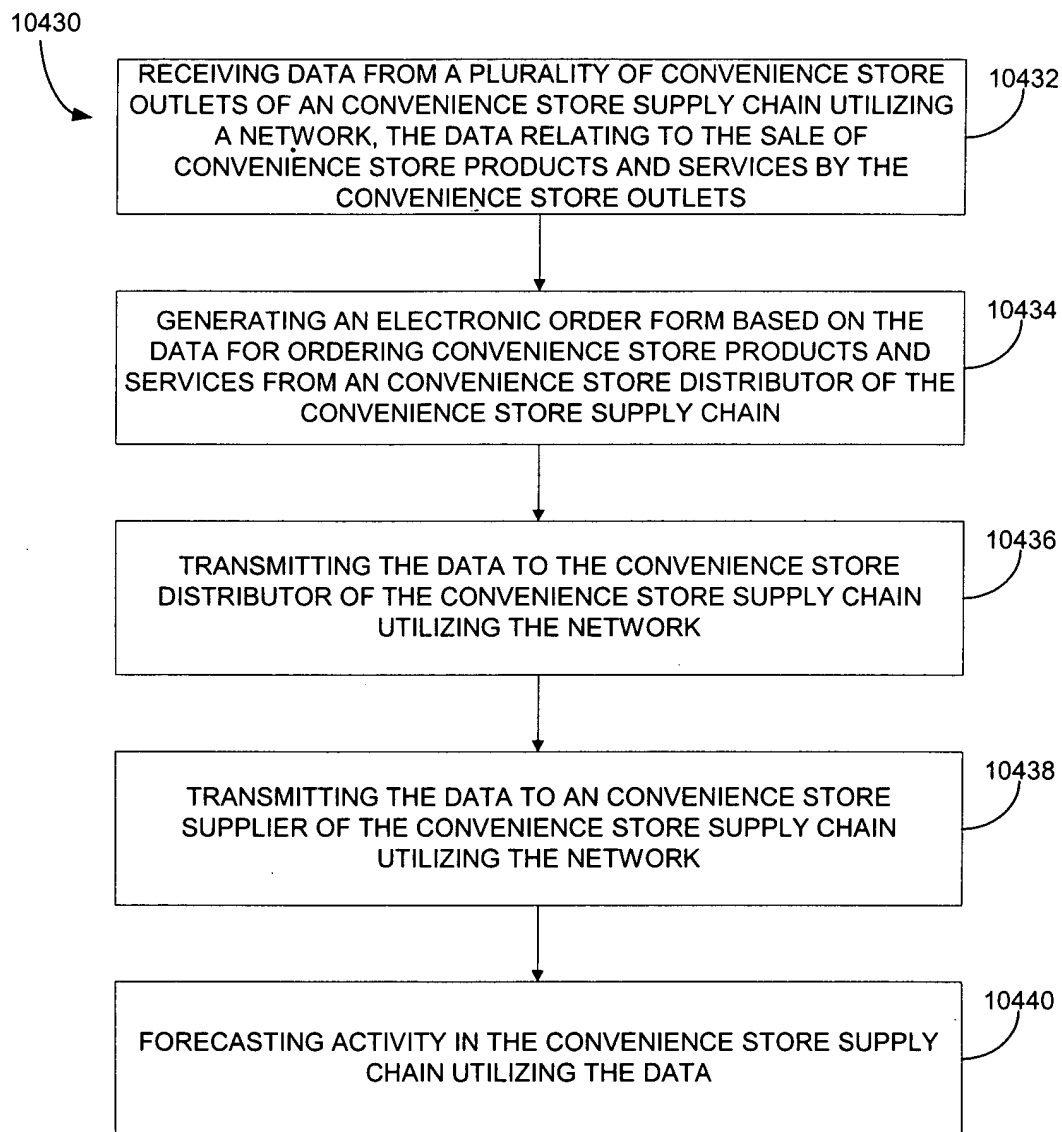 10430
RECEIVING DATA FROM A PLURALITY OF CONVENIENCE STORE
OUTLETS OF AN CONVENIENCE STORE SUPPLY CHAIN UTILIZING
A NETWORK, THE DATA RELATING TO THE SALE OF
CONVENIENCE STORE PRODUCTS AND SERVICES BY THE
CONVENIENCE STORE OUTLETS
10432
GENERATING AN ELECTRONIC ORDER FORM BASED ON THE
DATA FOR ORDERING CONVENIENCE STORE PRODUCTS AND
SERVICES FROM AN CONVENIENCE STORE DISTRIBUTOR OF THE
CONVENIENCE STORE SUPPLY CHAIN
10434
TRANSMITTING THE DATA TO THE CONVENIENCE STORE
DISTRIBUTOR OF THE CONVENIENCE STORE SUPPLY CHAIN
UTILIZING THE NETWORK
10436
TRANSMITTING THE DATA TO AN CONVENIENCE STORE
SUPPLIER OF THE CONVENIENCE STORE SUPPLY CHAIN
UTILIZING THE NETWORK
10438
FORECASTING ACTIVITY IN THE CONVENIENCE STORE SUPPLY
CHAIN UTILIZING THE DATA
10440